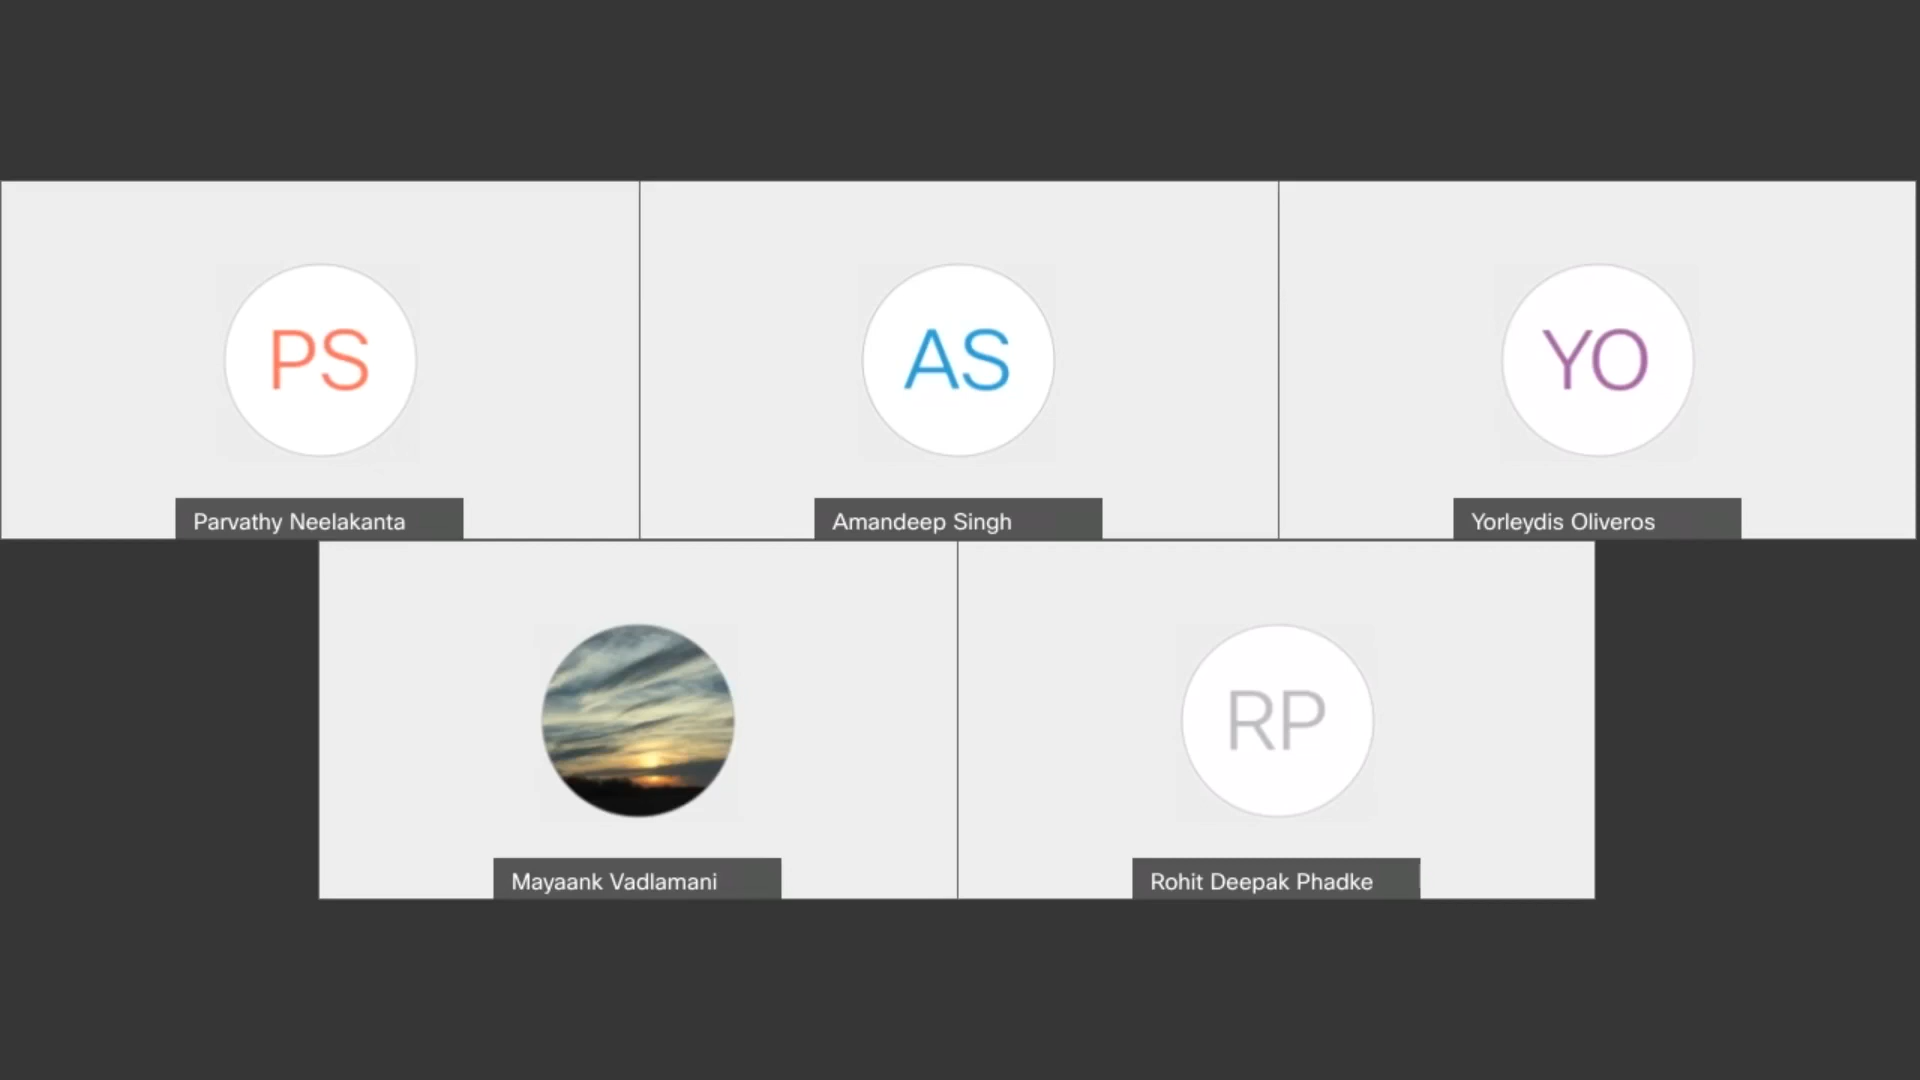 PS
AS
YO
Parvathy Neelakanta
Amandeep Singh
Yorleydis Oliveros
RP
Mayaank Vadlamani
Rohit Deepak Phadke